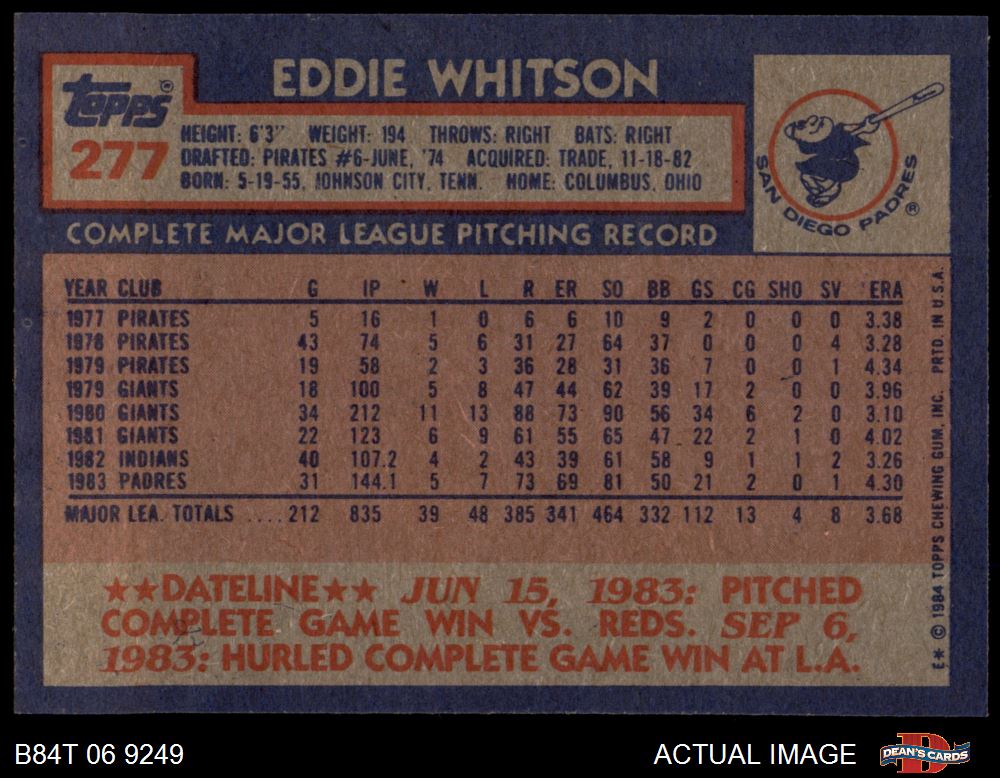 EDDIE WHITSON
topps®
277
HEIGHT: 6'3" WEIGHT: 194 THROWS: RIGHT BATS: RIGHT
DRAFTED: PIRATES #6-JUNE, '74 ACQUIRED: TRADE, 11-18-82
BORN: 5-19-55, JOHNSON CITY, TENN. HOME: COLUMBUS, OHIO
SAN DIEGO PADRES ®
COMPLETE MAJOR LEAGUE PITCHING RECORD
YEAR CLUB G IP W L R ER SO BB GS CG SHO SV ERA
1977 PIRATES 5 16 1 0 6 6 10 9 2 0 0 0 3.38
1978 PIRATES 43 74 5 6 31 27 64 37 0 0 0 4 3.28
1979 PIRATES 19 58 2 3 36 28 31 36 7 0 0 1 4.34
1979 GIANTS 18 100 5 8 47 44 62 39 17 2 0 0 3.96
1980 GIANTS 34 212 11 13 88 73 90 56 34 6 2 0 3.10
1981 GIANTS 22 123 6 9 61 55 65 47 22 2 1 0 4.02
1982 INDIANS 40 107.2 4 2 43 39 61 58 9 1 1 2 3.26
1983 PADRES 31 144.1 5 7 73 69 81 50 21 2 0 1 4.30
MAJOR LEA. TOTALS ....212 835 39 48 385 341 464 332 112 13 4 8 3.68
★★DATELINE★★ JUN 15, 1983: PITCHED
COMPLETE GAME WIN VS. REDS. SEP 6,
1983: HURLED COMPLETE GAME WIN AT L.A.
E* © 1984 TOPPS CHEWING GUM, INC. PRTD. IN U.S.A.
B84T 06 9249
ACTUAL IMAGE
DEAN'S CARDS